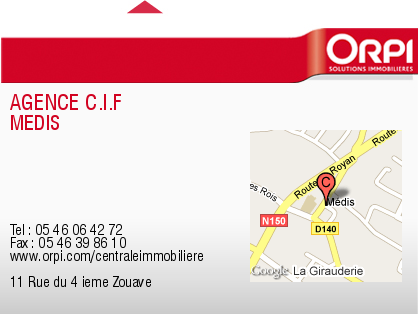 ORPI
SOLUTIONS IMMOBILIÈRES
AGENCE C.I.F
MEDIS
Route
Royan
es Rois
Route
C
Médis
N150
D140
Google
La Girauderie
Tel : 05 46 06 42 72
Fax : 05 46 39 86 10
www.orpi.com/centraleimmobiliere
11 Rue du 4 ieme Zouave